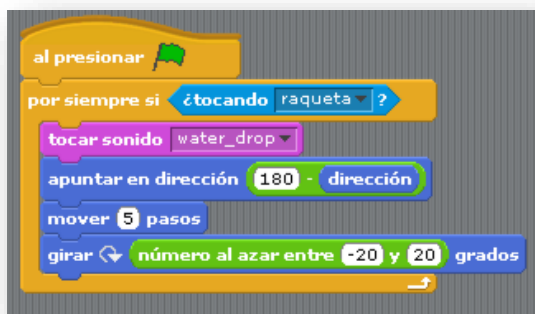 al presionar
por siempre si ¿tocando raqueta ?
tocar sonido water_drop
apuntar en dirección 180 - dirección
mover 5 pasos
girar número al azar entre -20 y 20 grados